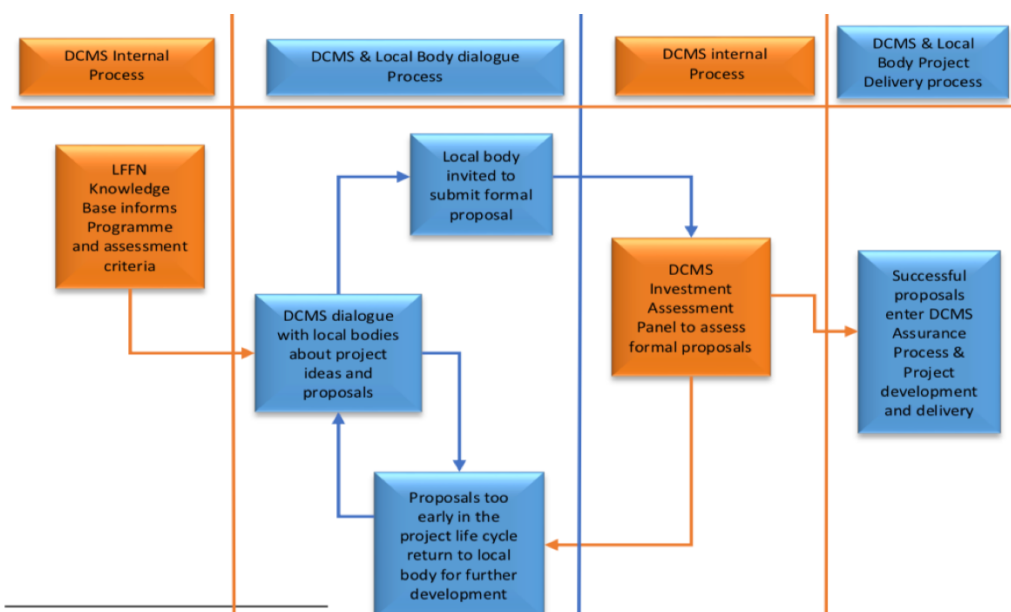 DCMS Internal
Process
DCMS & Local Body dialogue
Process
DCMS internal
Process
DCMS & Local
Body Project
Delivery process
LFFN
Knowledge
Base informs
Programme
and assessment
criteria
Local body
invited to
submit formal
proposal
DCMS dialogue
with local bodies
about project
ideas and
proposals
Proposals too
early in the
project life cycle
return to local
body for further
development
DCMS
Investment
Assessment
Panel to assess
formal proposals
Successful
proposals
enter DCMS
Assurance
Process &
Project
development
and delivery